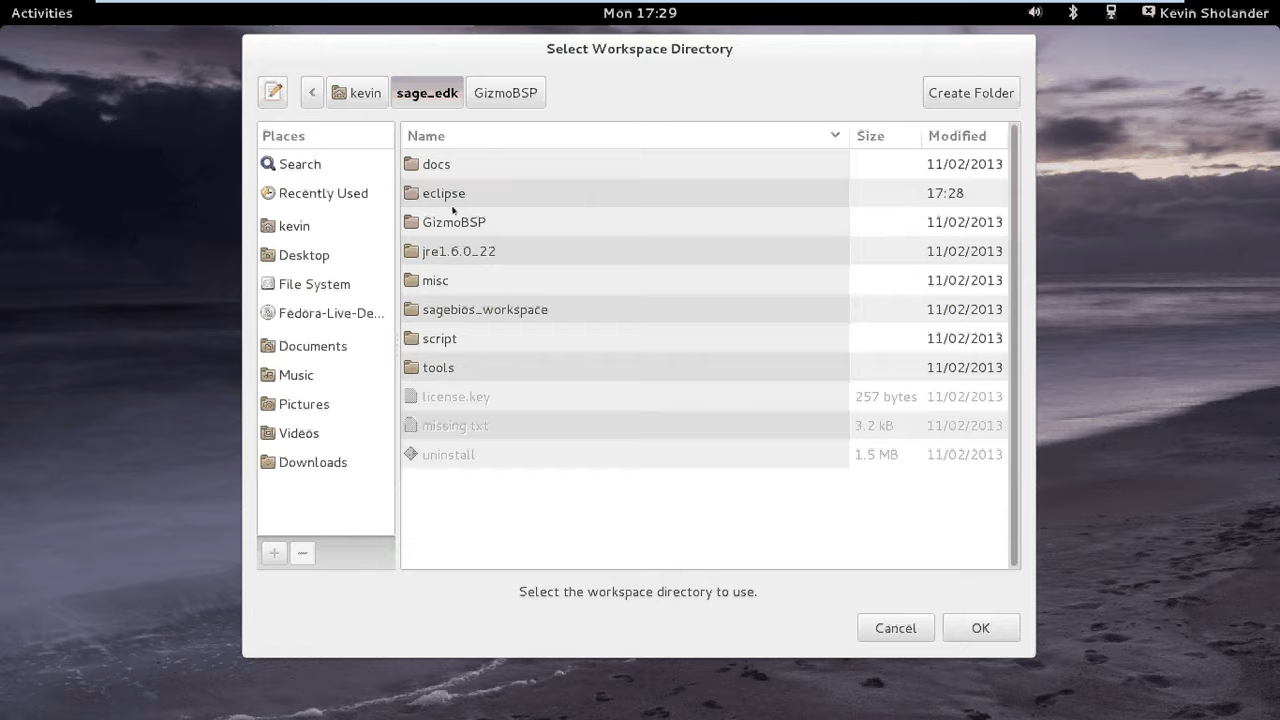 Activities
Mon 17:29
Kevin Sholander
Select Workspace Directory
kevin
sage_edk
GizmoBSP
Create Folder
Places
Search
Recently Used
kevin
Desktop
File System
Fedora-Live-De...
Documents
Music
Pictures
Videos
Downloads
Name Size Modified
docs 11/02/2013
eclipse 17:28
GizmoBSP 11/02/2013
jre1.6.0_22 11/02/2013
misc 11/02/2013
sagebios_workspace 11/02/2013
script 11/02/2013
tools 11/02/2013
license.key 257 bytes 11/02/2013
missing.txt 3.2 kB 11/02/2013
uninstall 1.5 MB 11/02/2013
Select the workspace directory to use.
Cancel
OK